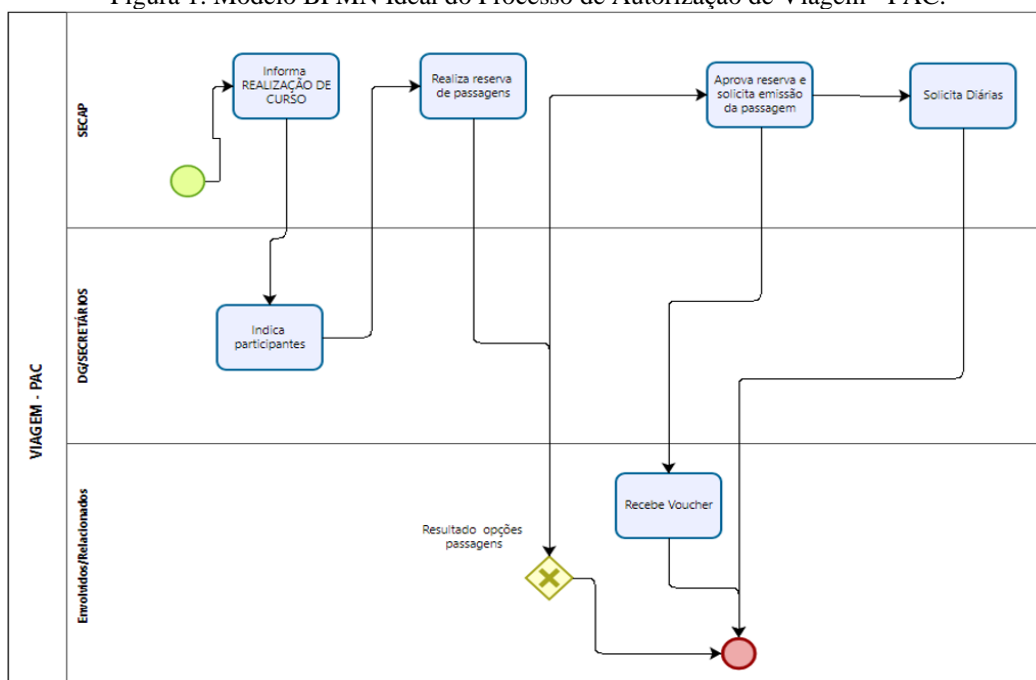 Figura 1: Modelo BPMN Ideal do Processo de Autorização de Viagem - PAC.
VIAGEM - PAC
SECAP
Informa
REALIZAÇÃO DE
CURSO
Realiza reserva
de passagens
Aprova reserva e
solicita emissão
da passagem
Solicita Diárias
DG/SECRETÁRIOS
Indica
participantes
Envolvidos/Relacionados
Resultado opções
passagens
Recebe Voucher